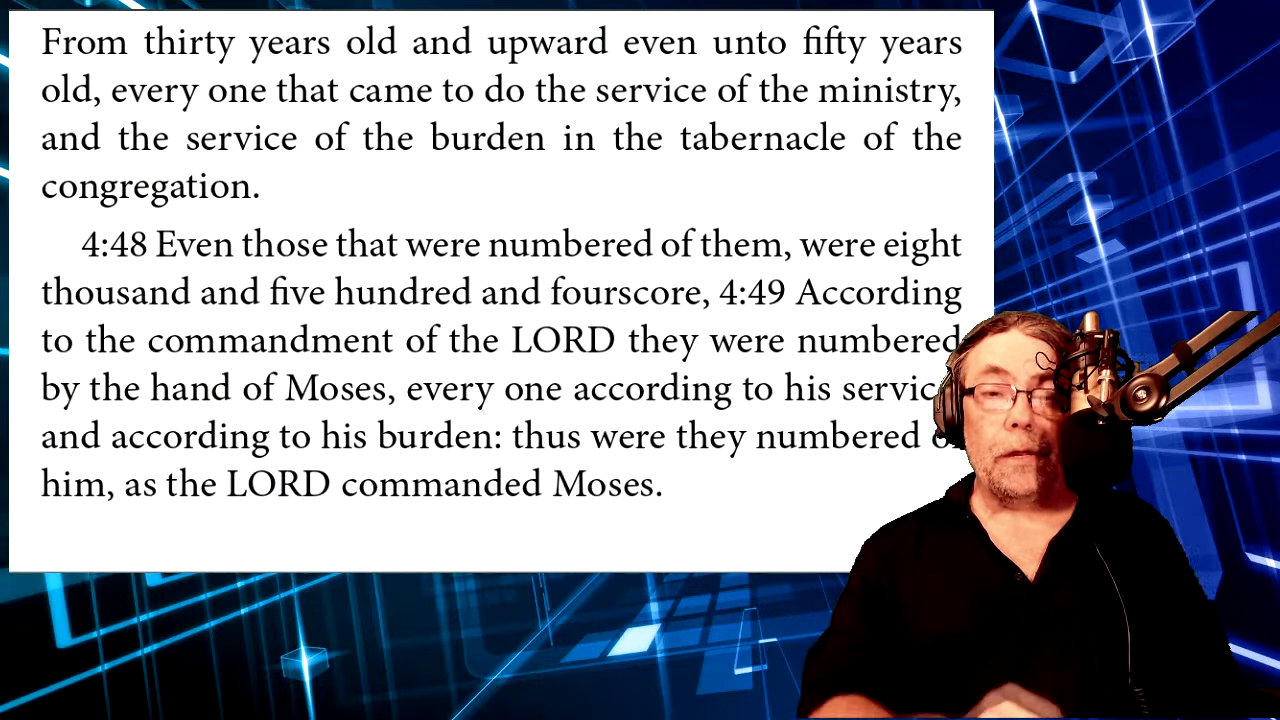 From thirty years old and upward even unto fifty years
old, every one that came to do the service of the ministry,
and the service of the burden in the tabernacle of the
congregation.
4:48 Even those that were numbered of them, were eight
thousand and five hundred and fourscore, 4:49 According
to the commandment of the LORD they were numbered
by the hand of Moses, every one according to his service
and according to his burden: thus were they numbered
him, as the LORD commanded Moses.